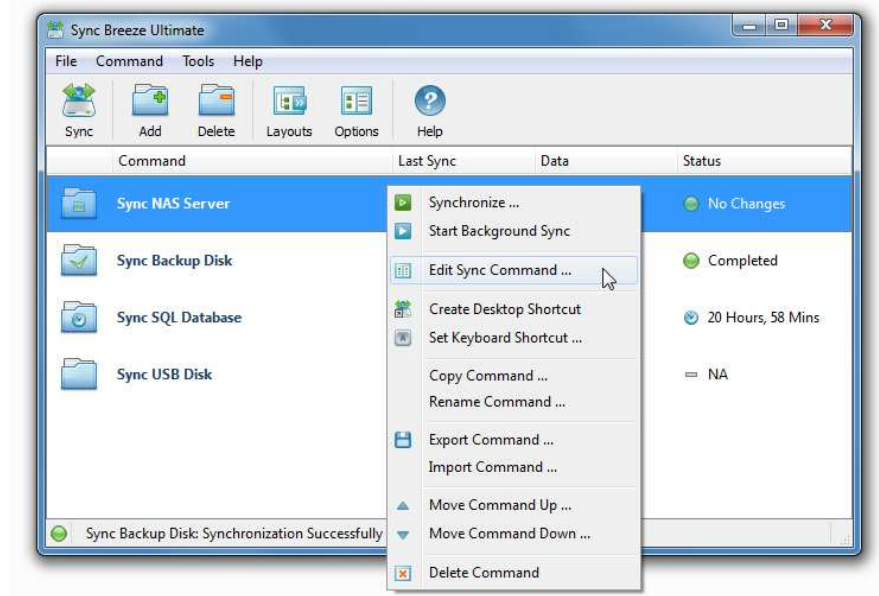 Sync Breeze Ultimate
File Command Tools Help
Sync Add Delete Layouts Options Help
Command Last Sync Data Status
Sync NAS Server No Changes
Sync Backup Disk Completed
Sync SQL Database 20 Hours, 58 Mins
Sync USB Disk NA
Synchronize ...
Start Background Sync
Edit Sync Command ...
Create Desktop Shortcut
Set Keyboard Shortcut ...
Copy Command ...
Rename Command ...
Export Command ...
Import Command ...
Move Command Up ...
Move Command Down ...
Delete Command
Sync Backup Disk: Synchronization Successfully